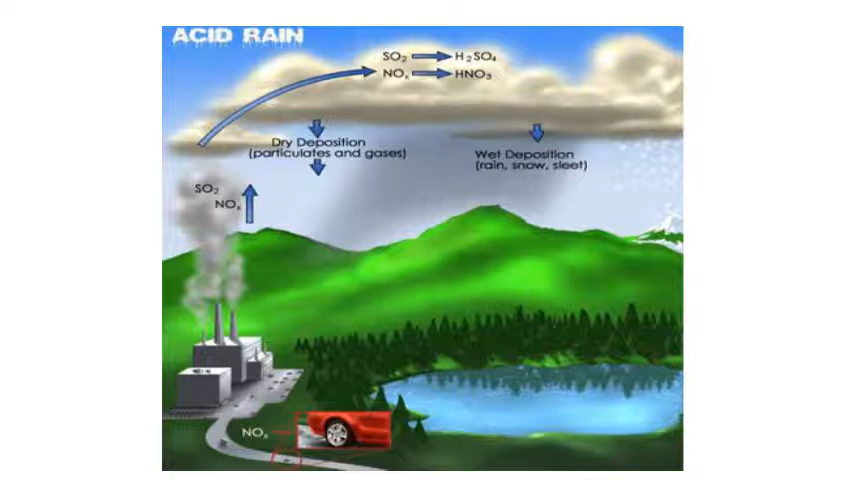 ACID RAIN
SO₂ → H₂SO₄
NOₓ → HNO₃
Dry Deposition
(particulates and gases)
Wet Deposition
(rain, snow, sleet)
SO₂
NOₓ
NOₓ